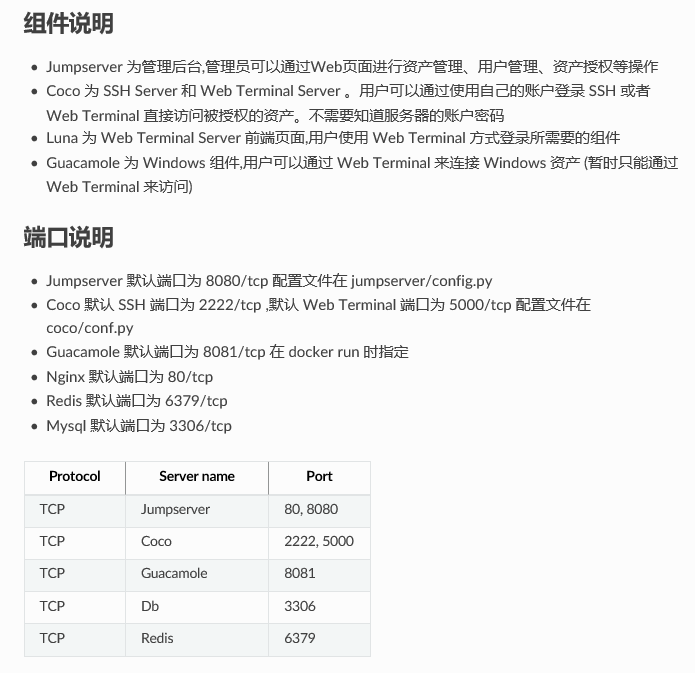 组件说明
Jumpserver 为管理后台,管理员可以通过Web页面进行资产管理、用户管理、资产授权等操作
Coco 为 SSH Server 和 Web Terminal Server 。用户可以通过使用自己的账户登录 SSH 或者
Web Terminal 直接访问被授权的资产。不需要知道服务器的账户密码
Luna 为 Web Terminal Server 前端页面,用户使用 Web Terminal 方式登录所需要的组件
Guacamole 为 Windows 组件,用户可以通过 Web Terminal 来连接 Windows 资产 (暂时只能通过
Web Terminal 来访问)
端口说明
Jumpserver 默认端口为 8080/tcp 配置文件在 jumpserver/config.py
Coco 默认 SSH 端口为 2222/tcp ,默认 Web Terminal 端口为 5000/tcp 配置文件在
coco/conf.py
Guacamole 默认端口为 8081/tcp 在 docker run 时指定
Nginx 默认端口为 80/tcp
Redis 默认端口为 6379/tcp
Mysql 默认端口为 3306/tcp
Protocol Server name Port
TCP Jumpserver 80, 8080
TCP Coco 2222, 5000
TCP Guacamole 8081
TCP Db 3306
TCP Redis 6379